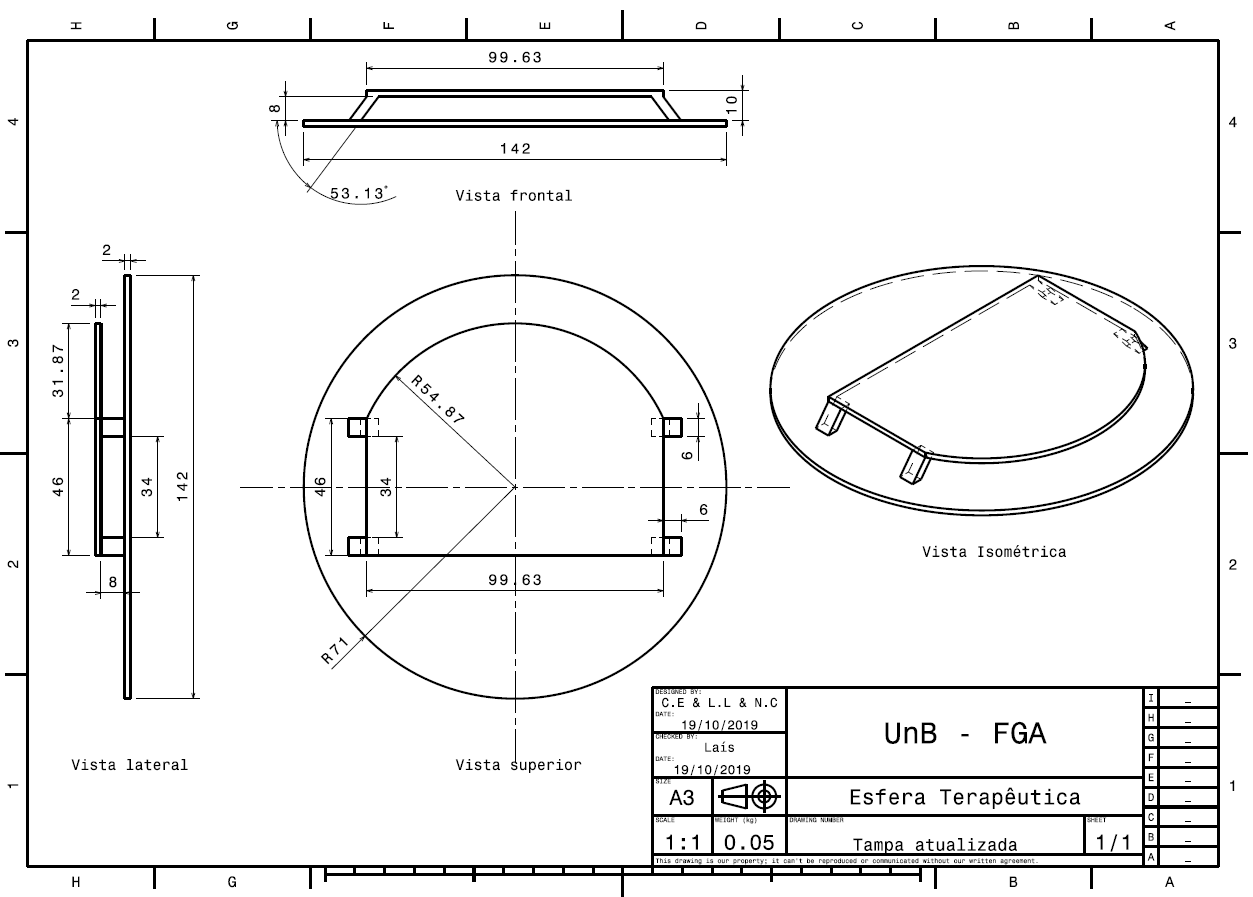 H G F E D C B A
99.63
8
10
4 4
142
53.13°
Vista frontal
2
2
3 3
31.87
R54.87
46
34
142
46
34
6
6
8
99.63
R71
Vista Isométrica
2 2
Vista lateral
Vista superior
1 1
DESIGNED BY:
C.E & L.L & N.C
DATE:
19/10/2019
CHECKED BY:
Laís
DATE:
19/10/2019
UnB - FGA
SIZE
A3
Esfera Terapêutica
SCALE
1:1
WEIGHT (kg)
0.05
DRAWING NUMBER
Tampa atualizada
SHEET
1/1
This drawing is our property; it can't be reproduced or communicated without our written agreement.
I _
H _
G _
F _
E _
D _
C _
B _
A _
H G B A